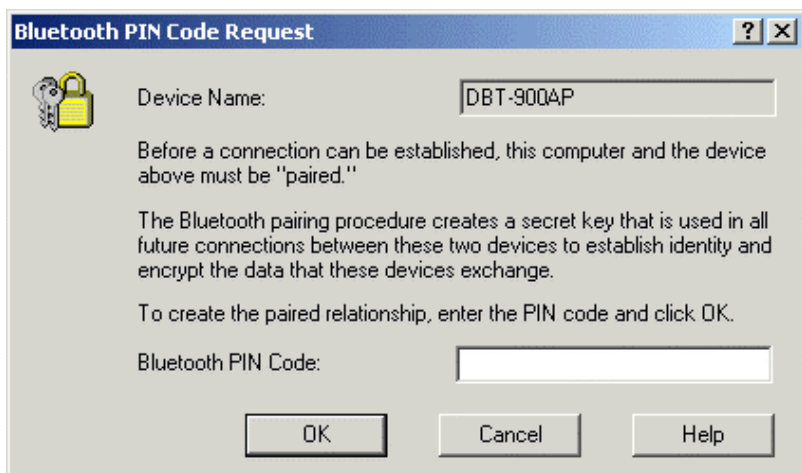 Bluetooth PIN Code Request
Device Name: DBT-900AP
Before a connection can be established, this computer and the device
above must be "paired."
The Bluetooth pairing procedure creates a secret key that is used in all
future connections between these two devices to establish identity and
encrypt the data that these devices exchange.
To create the paired relationship, enter the PIN code and click OK.
Bluetooth PIN Code:
OK Cancel Help